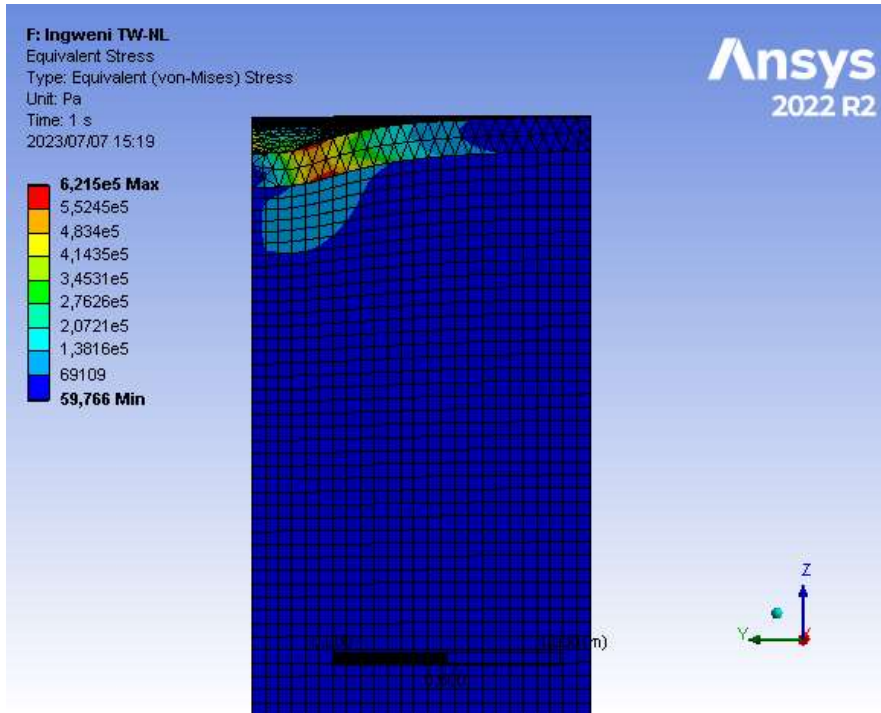 F: Ingweni TW-NL
Equivalent Stress
Type: Equivalent (von-Mises) Stress
Unit: Pa
Time: 1 s
2023/07/07 15:19
6,215e5 Max
5,5245e5
4,834e5
4,1435e5
3,4531e5
2,7626e5
2,0721e5
1,3816e5
69109
59,766 Min
Ansys
2022 R2
Z
Y
X